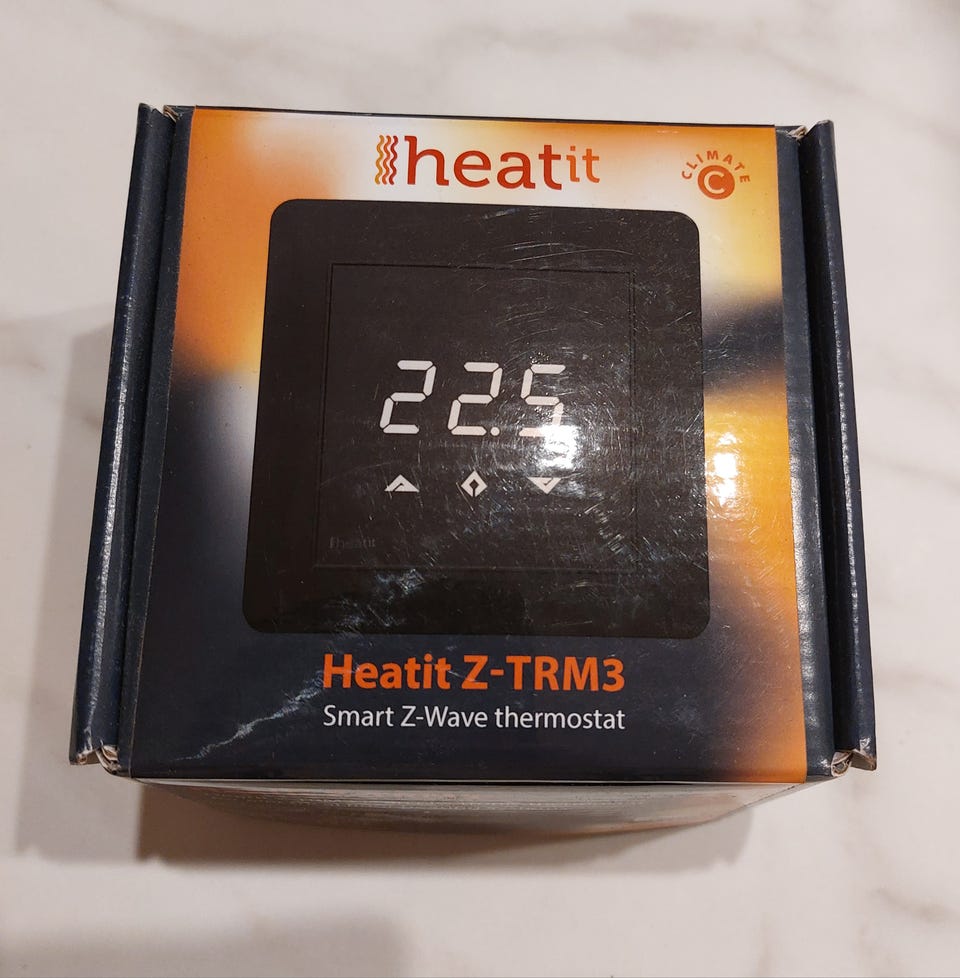 heatit
CLIMATE
C
22.5
heatit
Heatit Z-TRM3
Smart Z-Wave thermostat